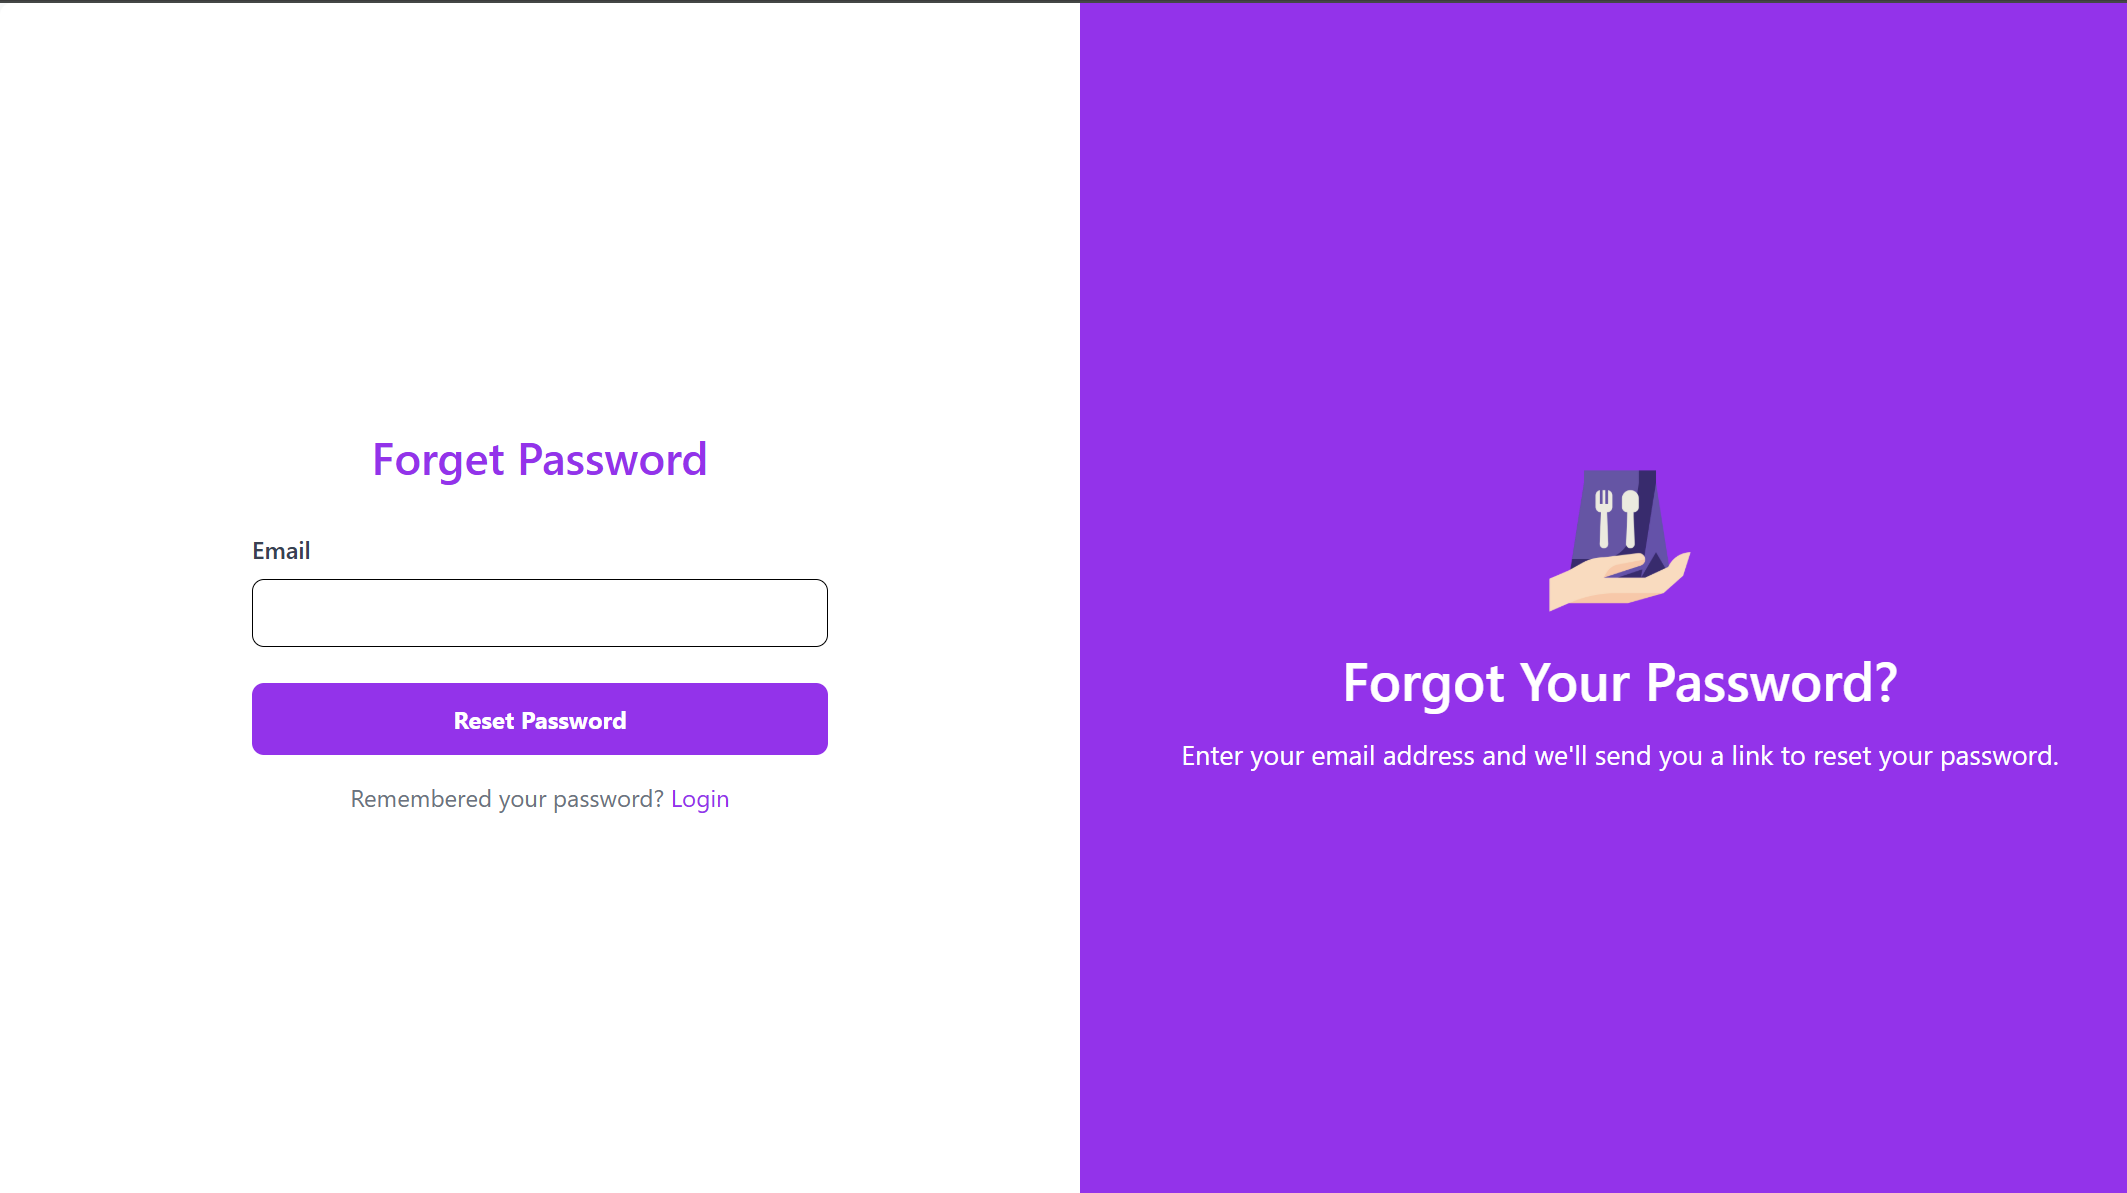 Forget Password
Email
Reset Password
Remembered your password? Login
Forgot Your Password?
Enter your email address and we'll send you a link to reset your password.